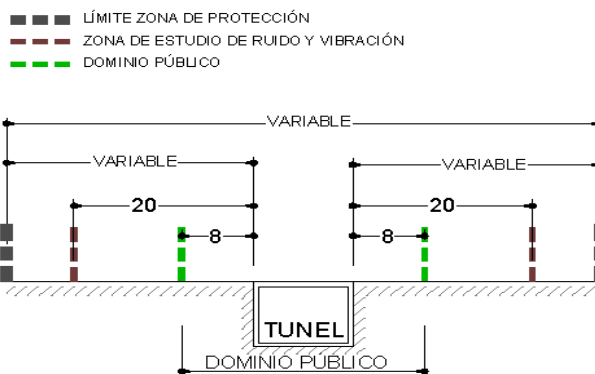 LÍMITE ZONA DE PROTECCIÓN
ZONA DE ESTUDIO DE RUIDO Y VIBRACIÓN
DOMINIO PÚBLICO
VARIABLE
VARIABLE
VARIABLE
20
20
8
8
TUNEL
DOMINIO PÚBLICO